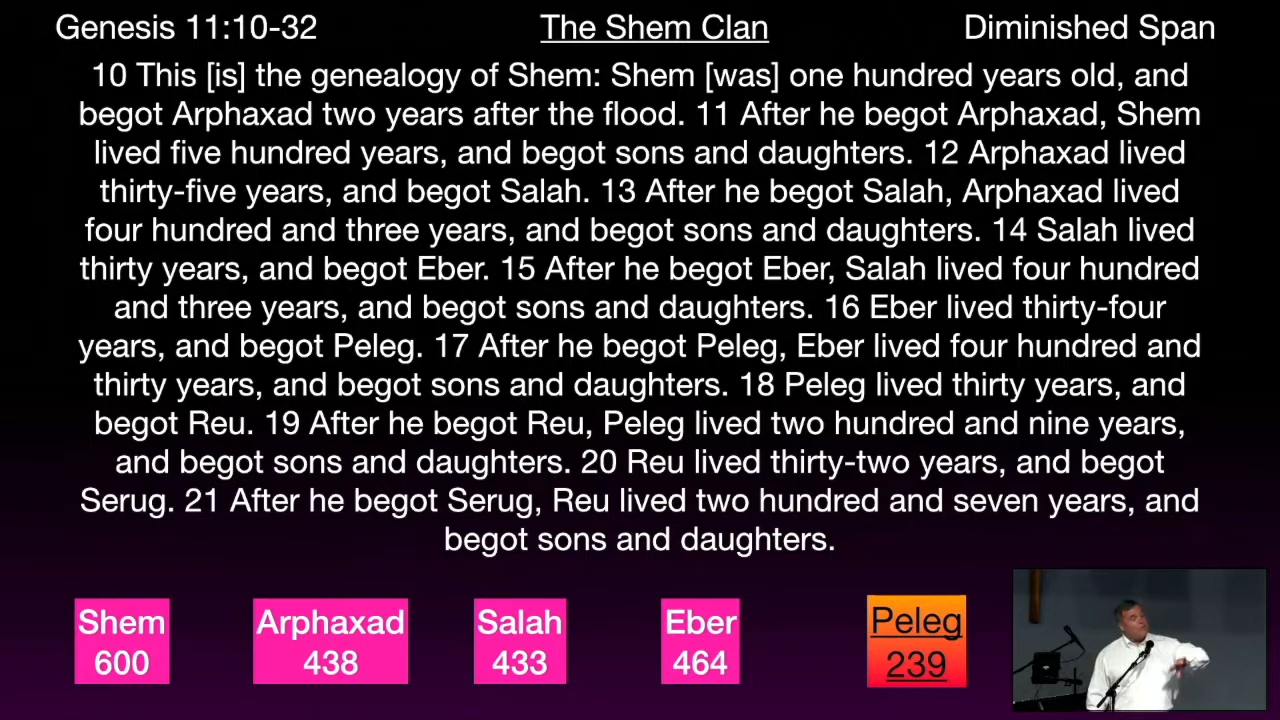 Genesis 11:10-32 The Shem Clan Diminished Span
10 This [is] the genealogy of Shem: Shem [was] one hundred years old, and
begot Arphaxad two years after the flood. 11 After he begot Arphaxad, Shem
lived five hundred years, and begot sons and daughters. 12 Arphaxad lived
thirty-five years, and begot Salah. 13 After he begot Salah, Arphaxad lived
four hundred and three years, and begot sons and daughters. 14 Salah lived
thirty years, and begot Eber. 15 After he begot Eber, Salah lived four hundred
and three years, and begot sons and daughters. 16 Eber lived thirty-four
years, and begot Peleg. 17 After he begot Peleg, Eber lived four hundred and
thirty years, and begot sons and daughters. 18 Peleg lived thirty years, and
begot Reu. 19 After he begot Reu, Peleg lived two hundred and nine years,
and begot sons and daughters. 20 Reu lived thirty-two years, and begot
Serug. 21 After he begot Serug, Reu lived two hundred and seven years, and
begot sons and daughters.
Shem Arphaxad Salah Eber Peleg
600 438 433 464 239